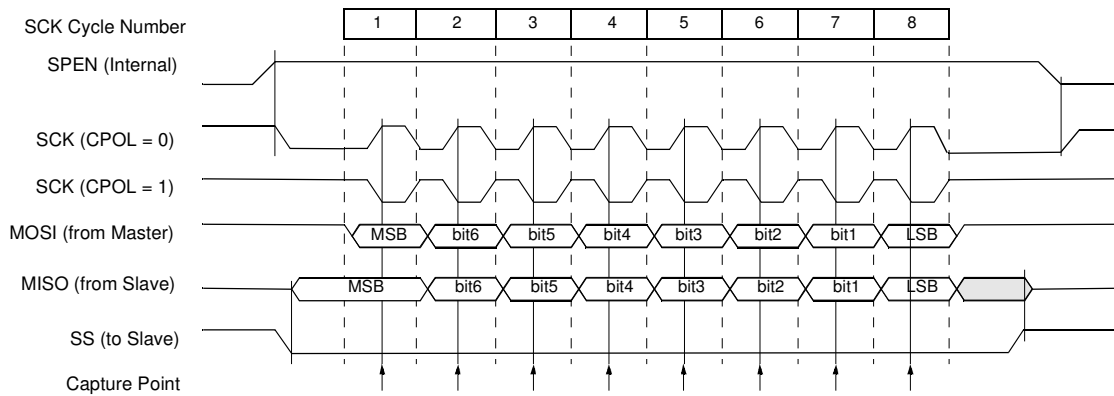 SCK Cycle Number 1 2 3 4 5 6 7 8
SPEN (Internal)
SCK (CPOL = 0)
SCK (CPOL = 1)
MOSI (from Master) MSB bit6 bit5 bit4 bit3 bit2 bit1 LSB
MISO (from Slave) MSB bit6 bit5 bit4 bit3 bit2 bit1 LSB
SS (to Slave)
Capture Point